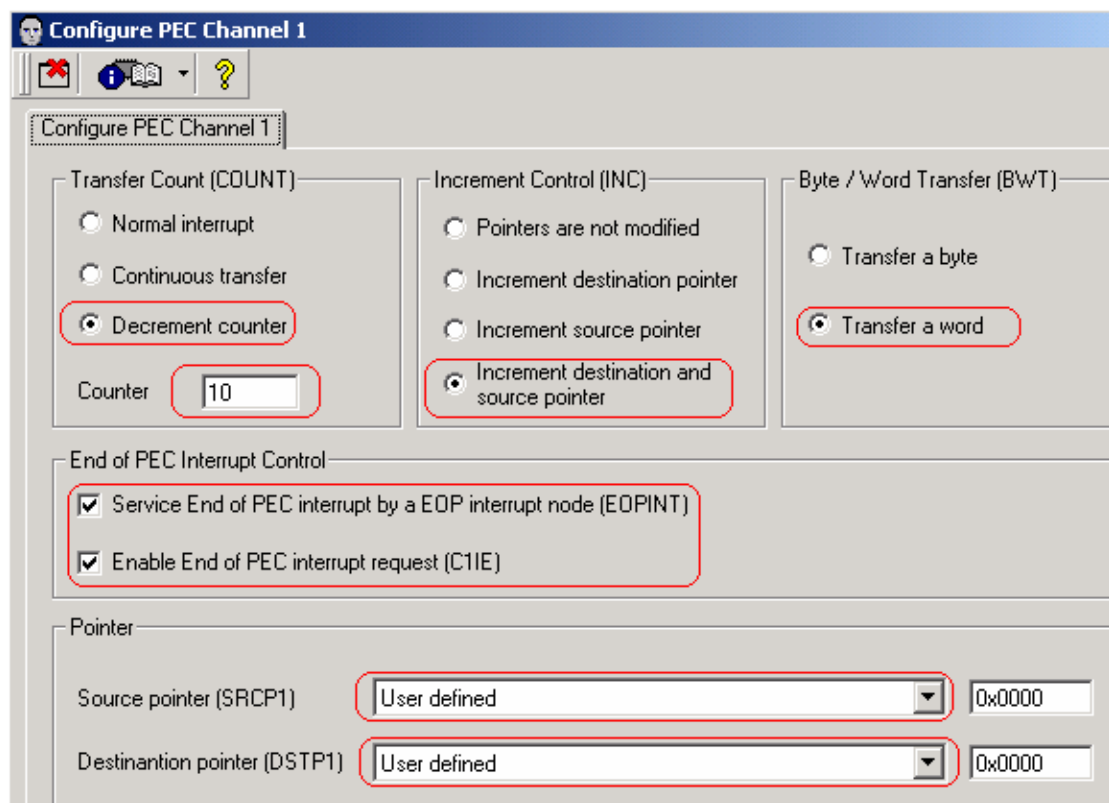 Configure PEC Channel 1
Configure PEC Channel 1
Transfer Count (COUNT)
Normal interrupt
Continuous transfer
Decrement counter
Counter 10
Increment Control (INC)
Pointers are not modified
Increment destination pointer
Increment source pointer
Increment destination and
source pointer
Byte / Word Transfer (BWT)
Transfer a byte
Transfer a word
End of PEC Interrupt Control
Service End of PEC interrupt by a EOP interrupt node (EOPINT)
Enable End of PEC interrupt request (C1IE)
Pointer
Source pointer (SRCP1) User defined 0x0000
Destinantion pointer (DSTP1) User defined 0x0000